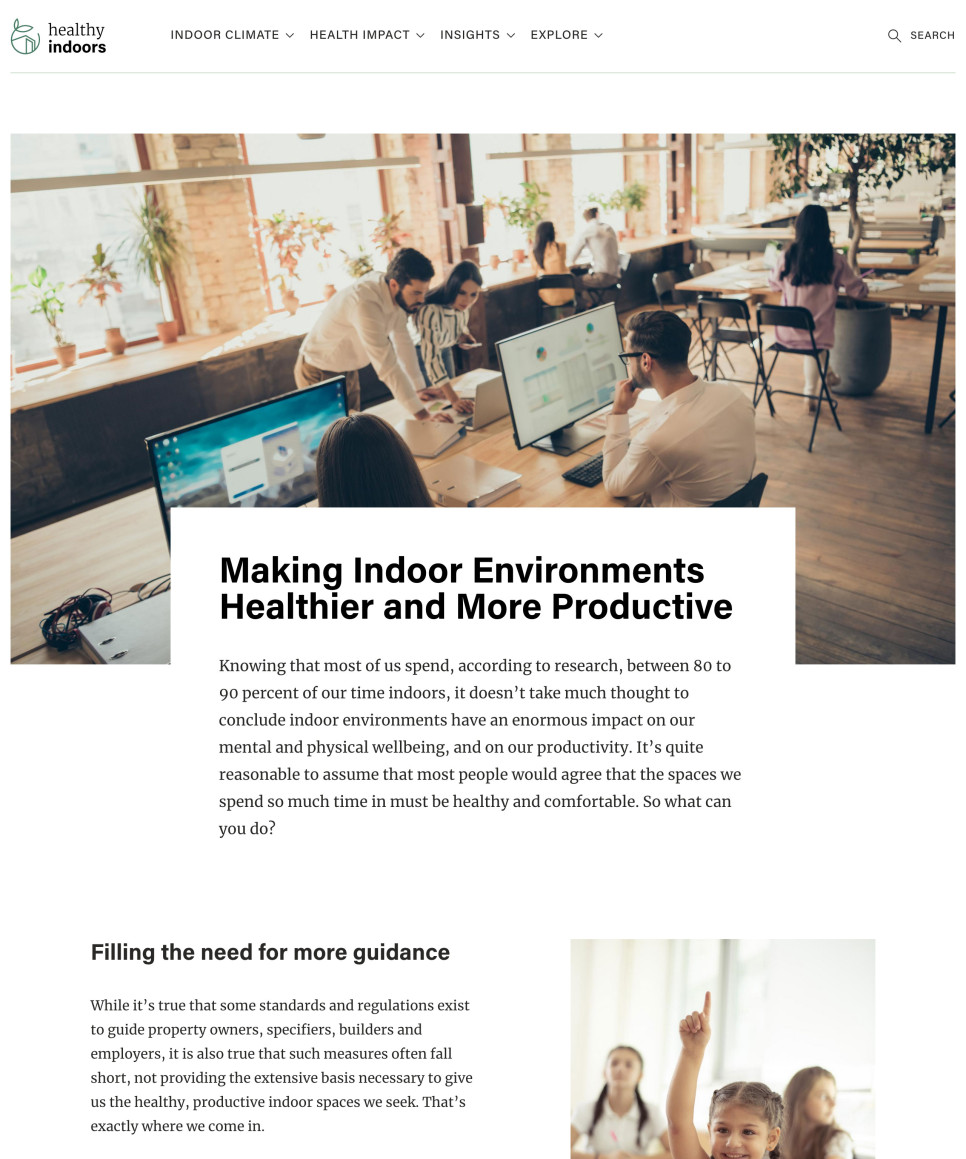 healthy
indoors
INDOOR CLIMATE
HEALTH IMPACT
INSIGHTS
EXPLORE
SEARCH
Making Indoor Environments
Healthier and More Productive
Knowing that most of us spend, according to research, between 80 to
90 percent of our time indoors, it doesn’t take much thought to
conclude indoor environments have an enormous impact on our
mental and physical wellbeing, and on our productivity. It’s quite
reasonable to assume that most people would agree that the spaces we
spend so much time in must be healthy and comfortable. So what can
you do?
Filling the need for more guidance
While it’s true that some standards and regulations exist
to guide property owners, specifiers, builders and
employers, it is also true that such measures often fall
short, not providing the extensive basis necessary to give
us the healthy, productive indoor spaces we seek. That’s
exactly where we come in.